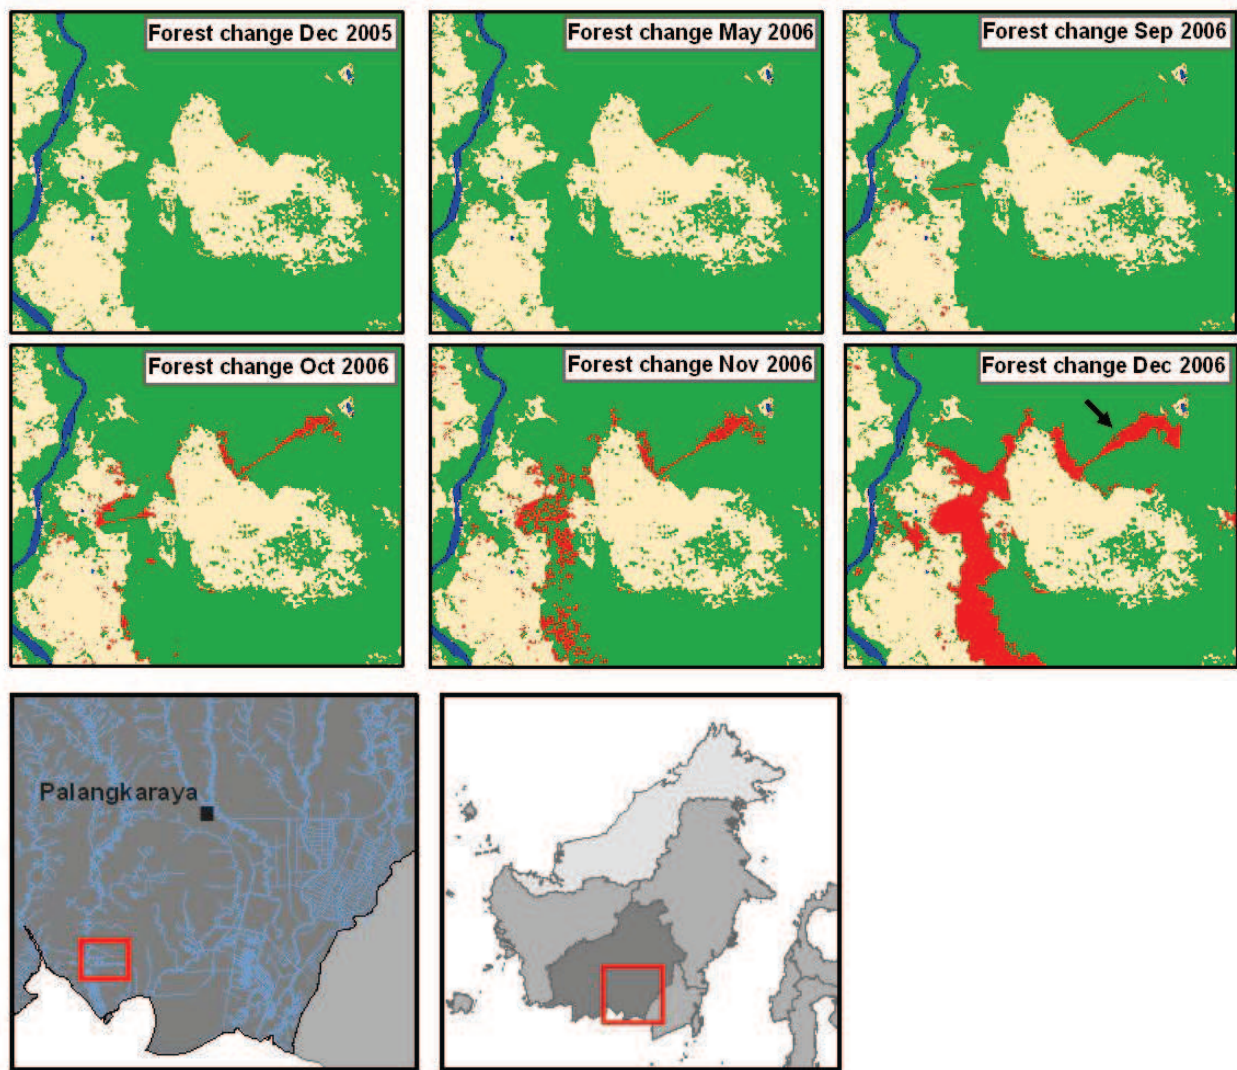 Forest change Dec 2005
Forest change May 2006
Forest change Sep 2006
Forest change Oct 2006
Forest change Nov 2006
Forest change Dec 2006
Palangkaraya